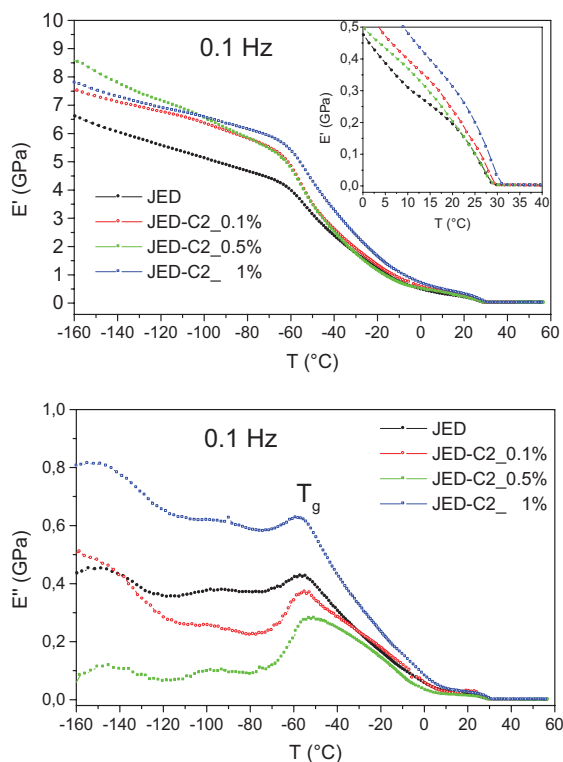 0.1 Hz
E' (GPa)
10
9
8
7
6
5
4
3
2
1
0
JED
JED-C2_0.1%
JED-C2_0.5%
JED-C2_ 1%
-160 -140 -120 -100 -80 -60 -40 -20 0 20 40 60
T (°C)
E' (GPa)
0,5
0,4
0,3
0,2
0,1
0,0
0 5 10 15 20 25 30 35 40
T (°C)
0.1 Hz
E'' (GPa)
1,0
0,8
0,6
0,4
0,2
0,0
Tg
JED
JED-C2_0.1%
JED-C2_0.5%
JED-C2_ 1%
-160 -140 -120 -100 -80 -60 -40 -20 0 20 40 60
T (°C)